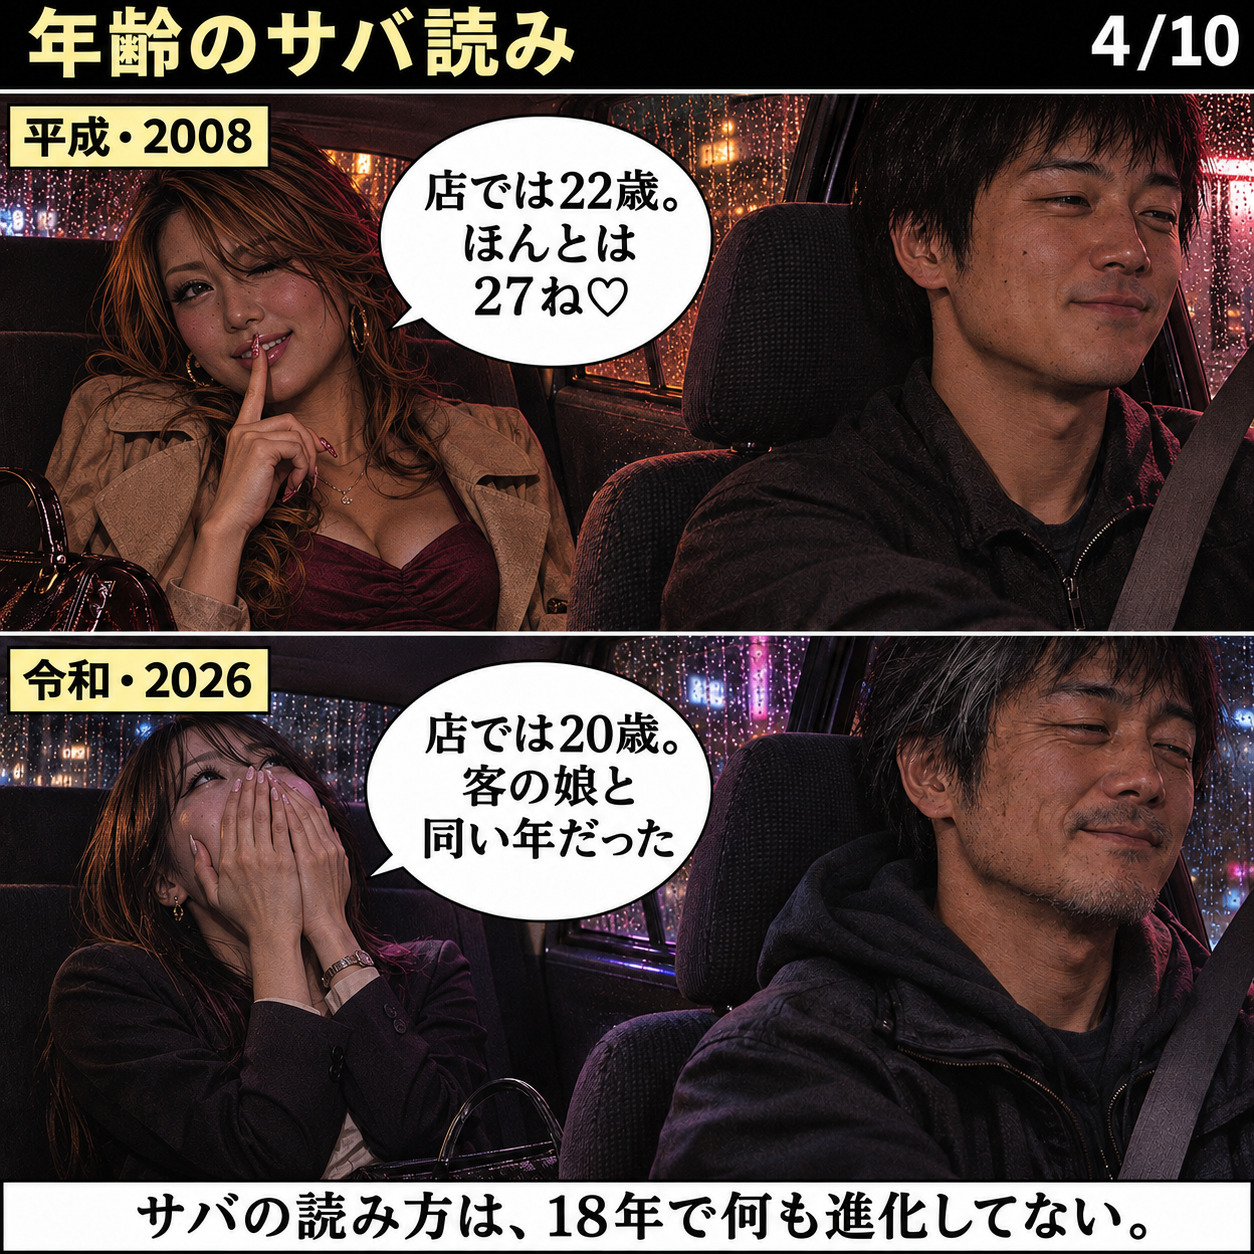 年齢のサバ読み
4/10
平成・2008
店では22歳。
ほんとは
27ね♡
令和・2026
店では20歳。
客の娘と
同い年だった
サバの読み方は、18年で何も進化してない。